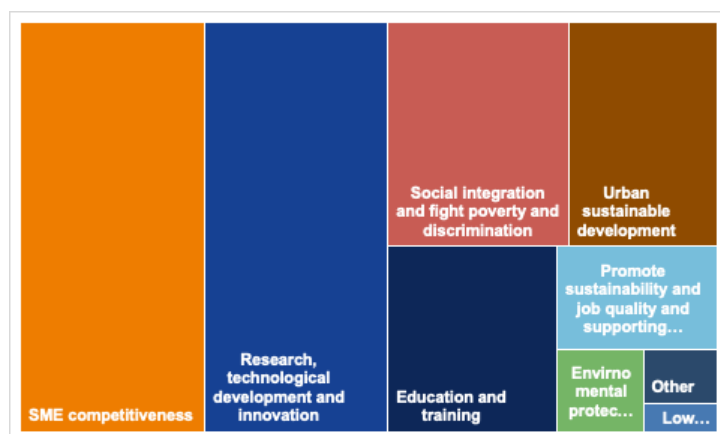 SME competitiveness
Research,
technological
development and
innovation
Social integration
and fight poverty and
discrimination
Urban
sustainable
development
Education and
training
Promote
sustainability and
job quality and
supporting...
Envirno
mental
protec...
Other
Low...